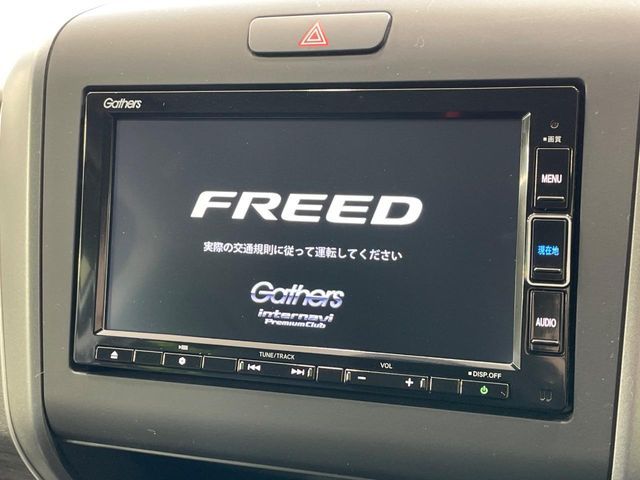 Gathers
画質
MENU
FREED
実際の交通規則に従って運転してください
現在地
Gathers
internavi
PremiumClub
AUDIO
TUNE/TRACK
VOL
DISP.OFF